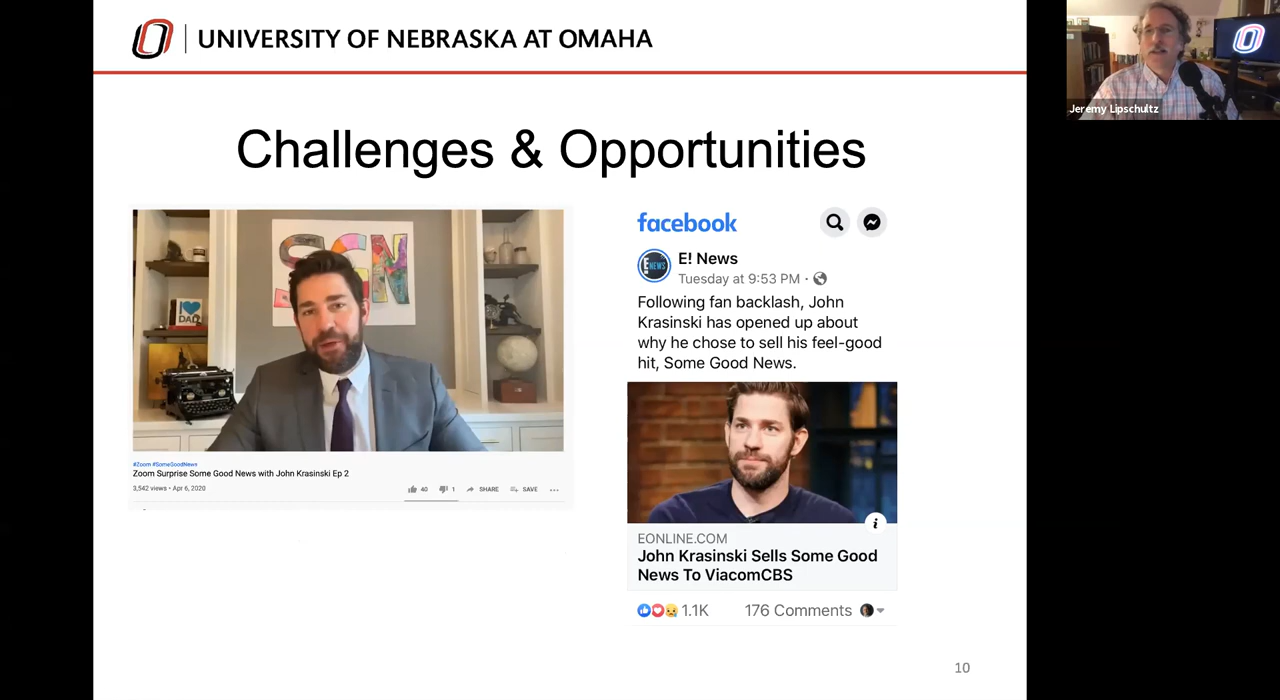 UNIVERSITY OF NEBRASKA AT OMAHA
Jeremy Lipschultz
Challenges & Opportunities
SGN
I
DAD
#Zoom #SomeGoodNews
Zoom Surprise Some Good News with John Krasinski Ep 2
3,542 views • Apr 6, 2020
40
1
SHARE
SAVE
...
facebook
E! NEWS
E! News
Tuesday at 9:53 PM ·
Following fan backlash, John
Krasinski has opened up about
why he chose to sell his feel-good
hit, Some Good News.
i
EONLINE.COM
John Krasinski Sells Some Good
News To ViacomCBS
1.1K
176 Comments
10